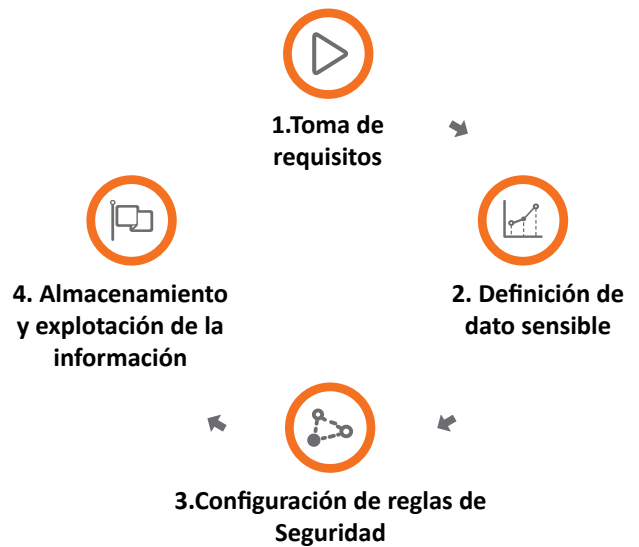 1.Toma de
requisitos
2. Definición de
dato sensible
3.Configuración de reglas de
Seguridad
4. Almacenamiento
y explotación de la
información